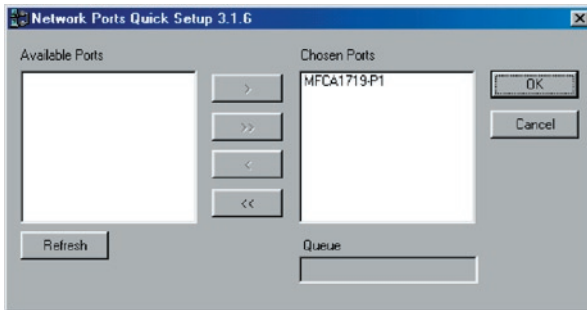 Network Ports Quick Setup 3.1.6
Available Ports
Chosen Ports
MFCA1719-P1
>
>>
<
<<
OK
Cancel
Refresh
Queue